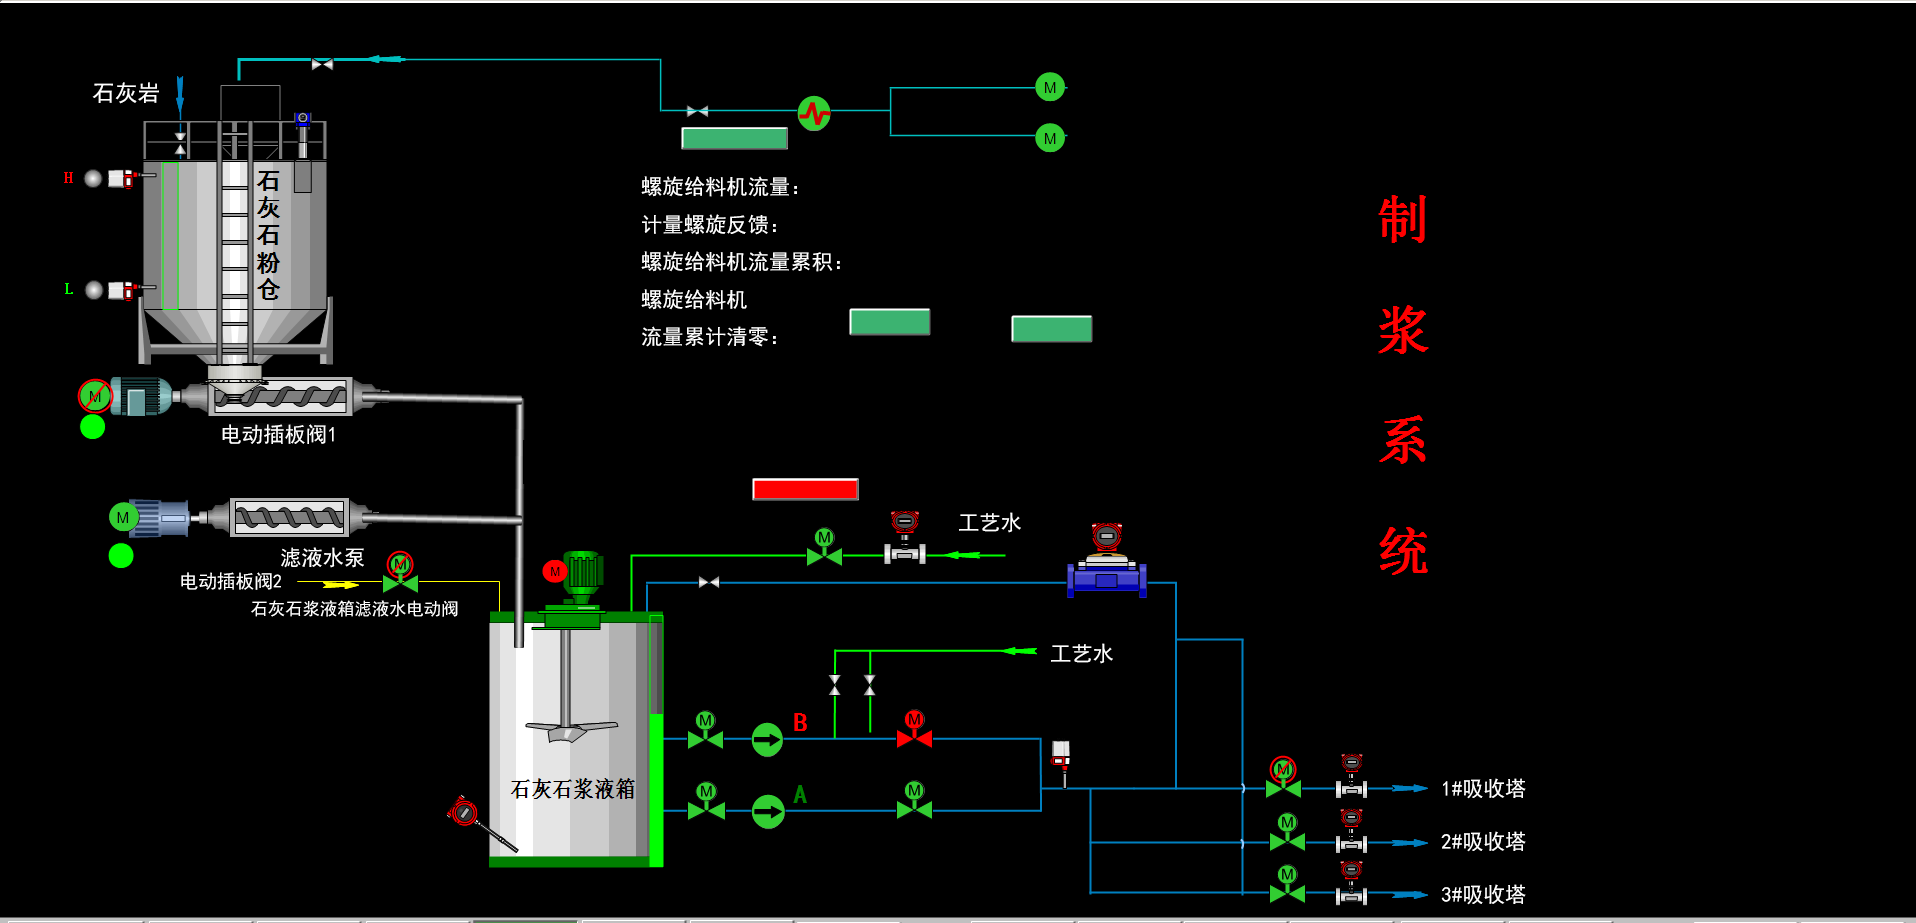 石灰岩
M
M
H
石
灰
石
粉
仓
L
螺旋给料机流量：
计量螺旋反馈：
螺旋给料机流量累积：
螺旋给料机
流量累计清零：
制
浆
系
统
M
电动插板阀1
M
滤液水泵
电动插板阀2
M
石灰石浆液箱滤液水电动阀
M
M
工艺水
工艺水
M
B
M
石灰石浆液箱
M
A
M
M
1#吸收塔
M
2#吸收塔
M
3#吸收塔